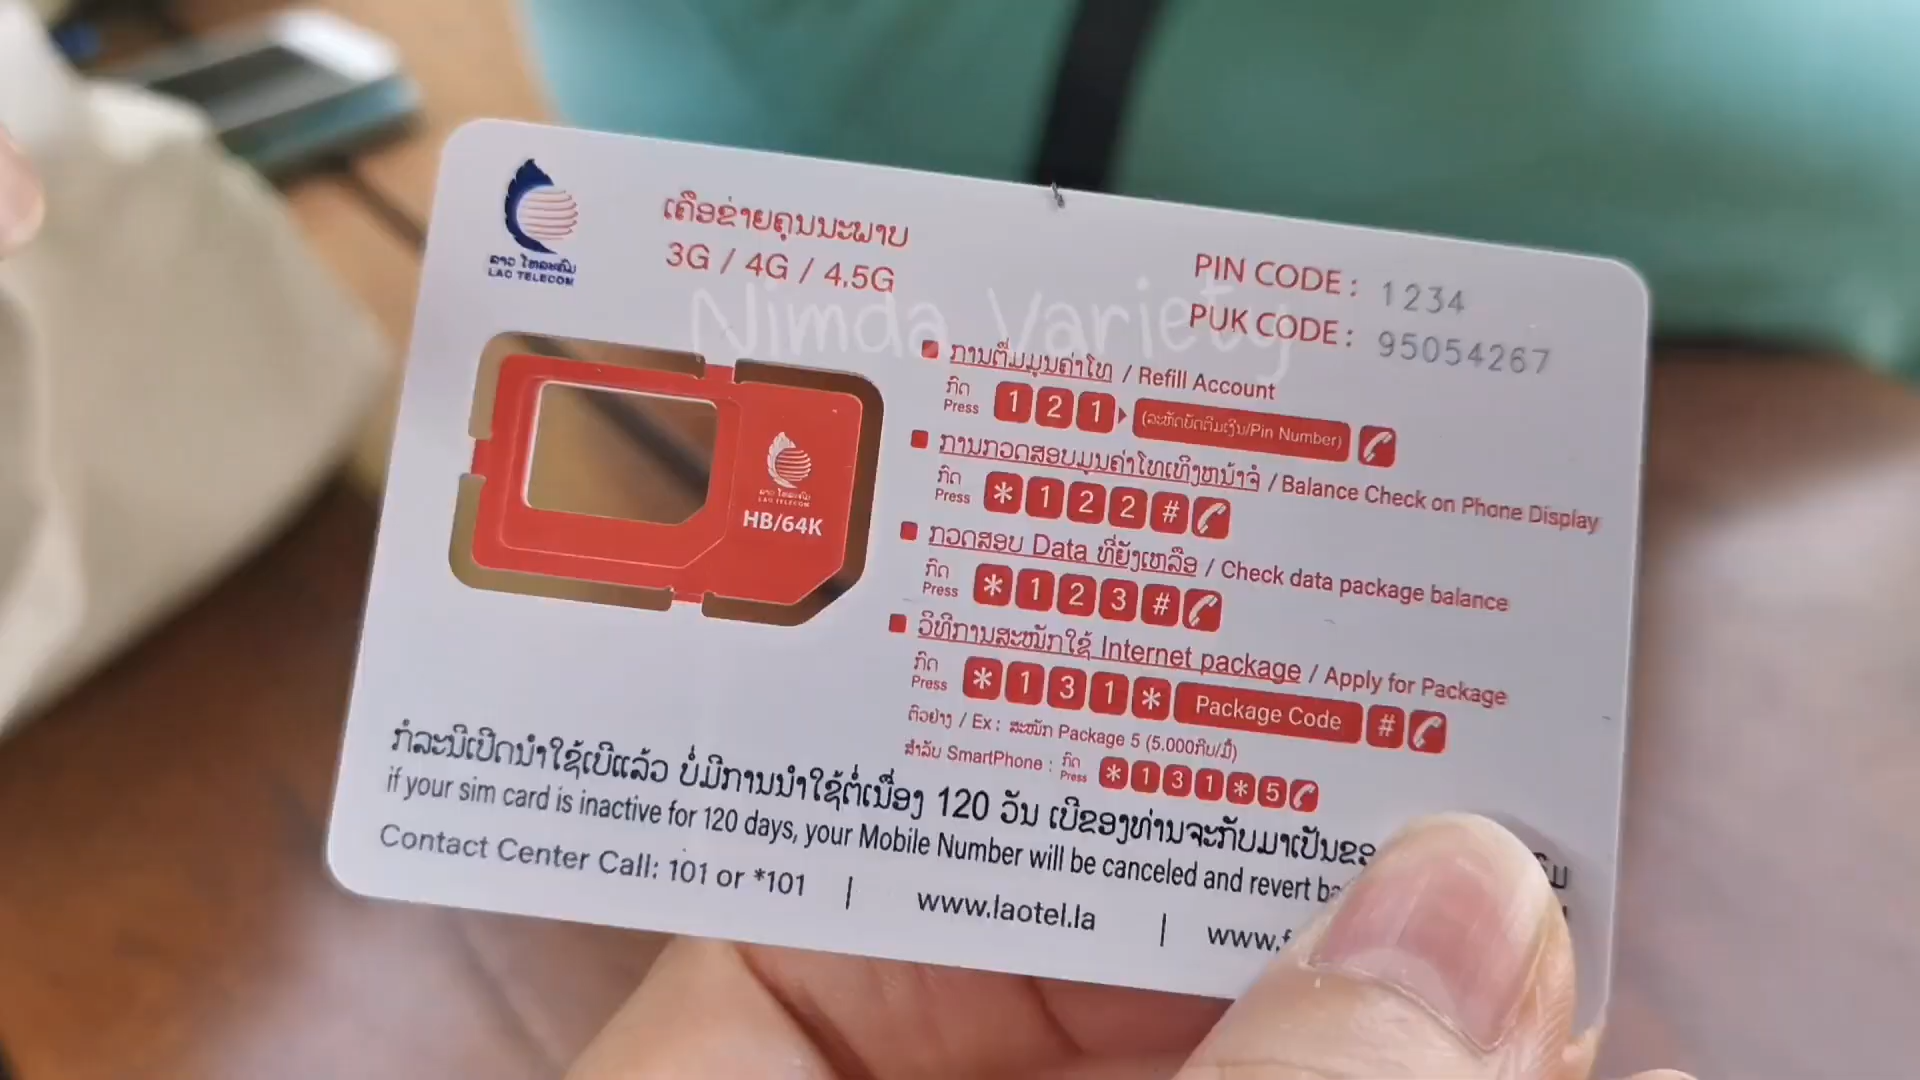 ລາວ ໂທລະຄົມ
LAO TELECOM
ເຄືອຂ່າຍຄຸນນະພາບ
3G / 4G / 4.5G
PIN CODE : 1234
PUK CODE : 95054267
Nimda Variety
■ ການຕື່ມມູນຄ່າໂທ / Refill Account
ກົດ
Press 1 2 1 (ລະຫັດບັດຕື່ມເງິນ/Pin Number)
■ ການກວດສອບມູນຄ່າໂທເທິງຫນ້າຈໍ / Balance Check on Phone Display
ກົດ
Press * 1 2 2 #
■ ກວດສອບ Data ທີ່ຍັງເຫລືອ / Check data package balance
ກົດ
Press * 1 2 3 #
■ ວິທີການສະໝັກໃຊ້ Internet package / Apply for Package
ກົດ
Press * 1 3 1 * Package Code #
ຕົວຢ່າງ / Ex : ສະໝັກ Package 5 (5.000ກີບ/ມື້)
ສຳລັບ SmartPhone : ກົດ Press * 1 3 1 * 5
ລາວ ໂທລະຄົມ
LAO TELECOM
HB/64K
ກໍລະນີເປີດນຳໃຊ້ເບີແລ້ວ ບໍ່ມີການນຳໃຊ້ຕໍ່ເນື່ອງ 120 ວັນ ເບີຂອງທ່ານຈະກັບມາເປັນຂອງ
if your sim card is inactive for 120 days, your Mobile Number will be canceled and revert
Contact Center Call: 101 or *101 | www.laotel.la | www.